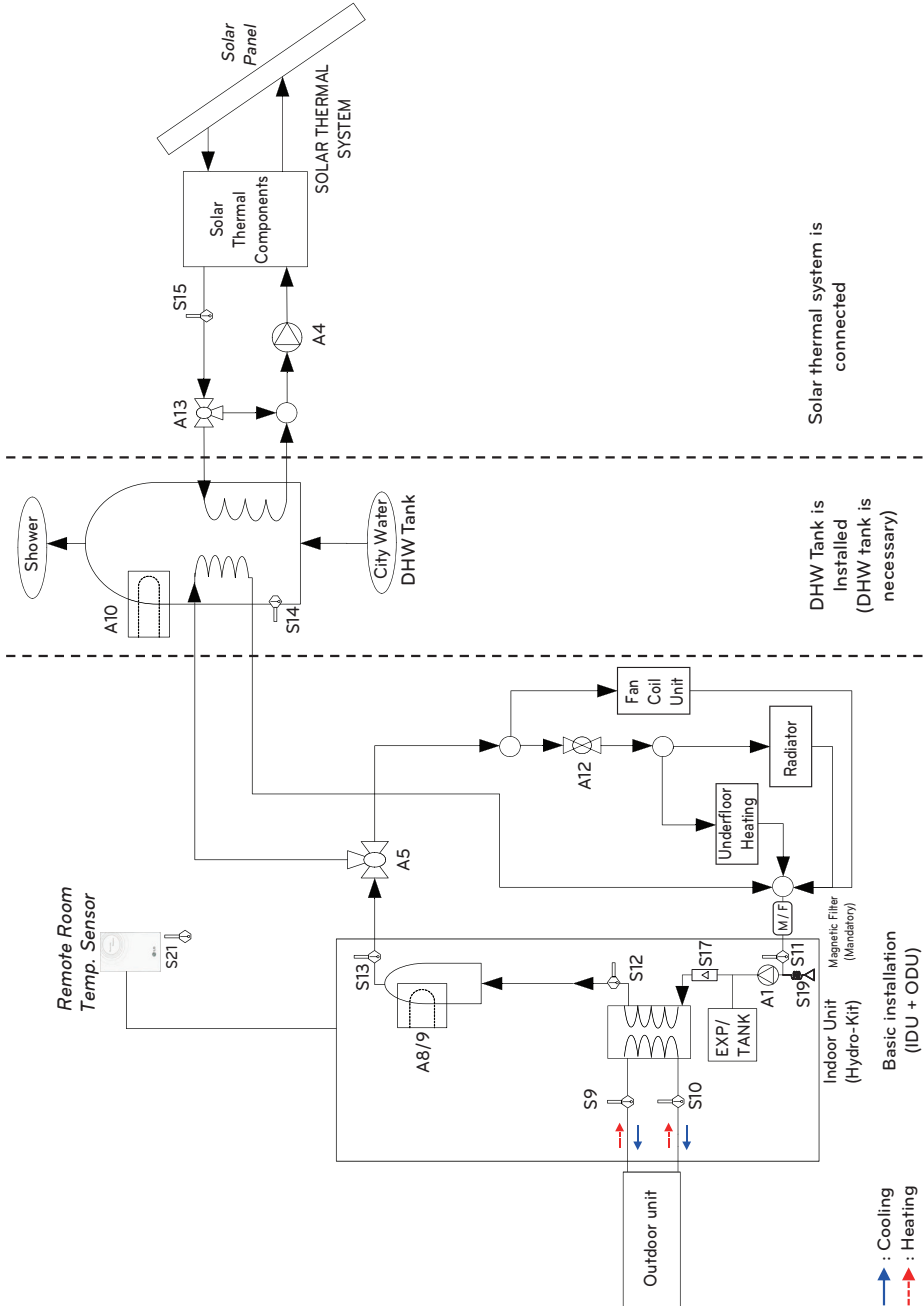 Solar
Panel
SOLAR THERMAL
SYSTEM
Solar
Thermal
Components
S15
A4
A13
Solar thermal system is
connected
Shower
A10
City Water
DHW Tank
S14
DHW Tank is
Installed
(DHW tank is
necessary)
Fan
Coil
Unit
A12
Radiator
Underfloor
Heating
A5
M / F
Magnetic Filter
(Mandatory)
Remote Room
Temp. Sensor
S21
S13
A8/9
S12
S17
S11
A1
S19
EXP/
TANK
S9
S10
Indoor Unit
(Hydro-Kit)
Basic installation
(IDU + ODU)
Outdoor unit
: Cooling
: Heating